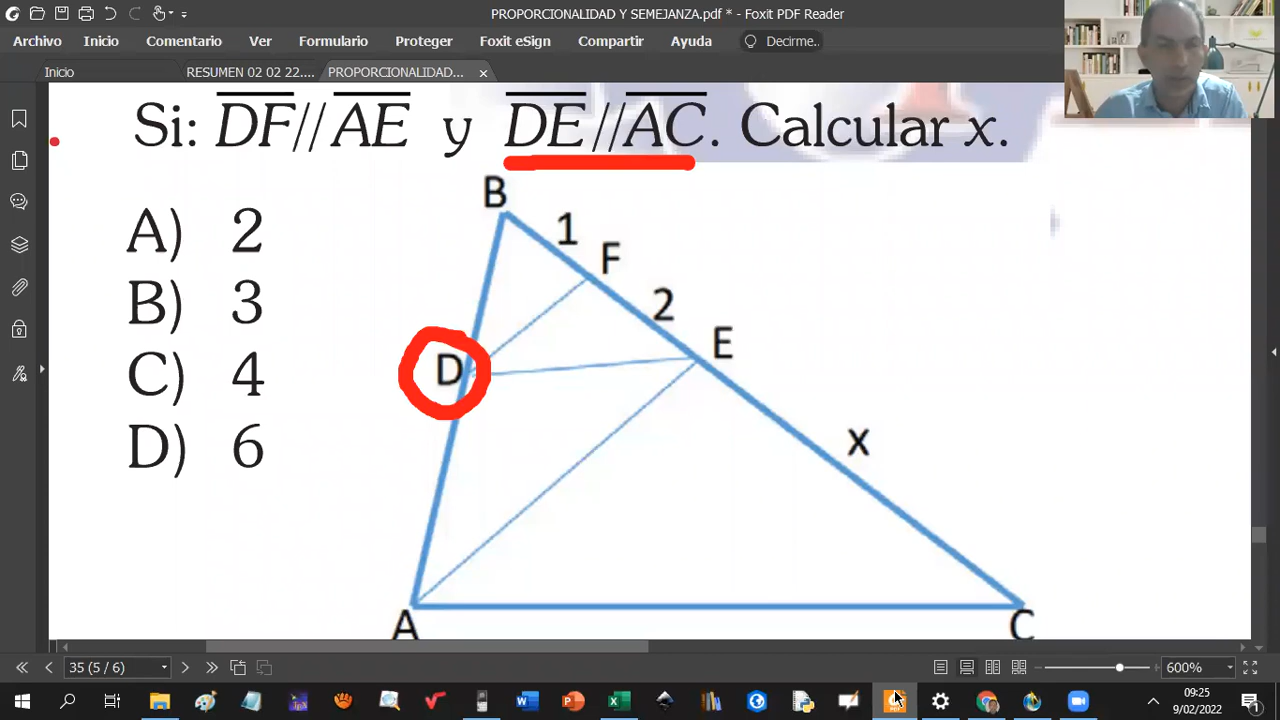 PROPORCIONALIDAD Y SEMEJANZA.pdf * - Foxit PDF Reader
Archivo Inicio Comentario Ver Formulario Proteger Foxit eSign Compartir Ayuda Decirme..
Inicio RESUMEN 02 02 22.... PROPORCIONALIDAD... ×
Si: DF // AE y DE//AC. Calcular x.
A) 2
B) 3
C) 4
D) 6
B
1
F
2
E
D
x
A
C
35 (5 / 6)
600%
09:25
9/02/2022